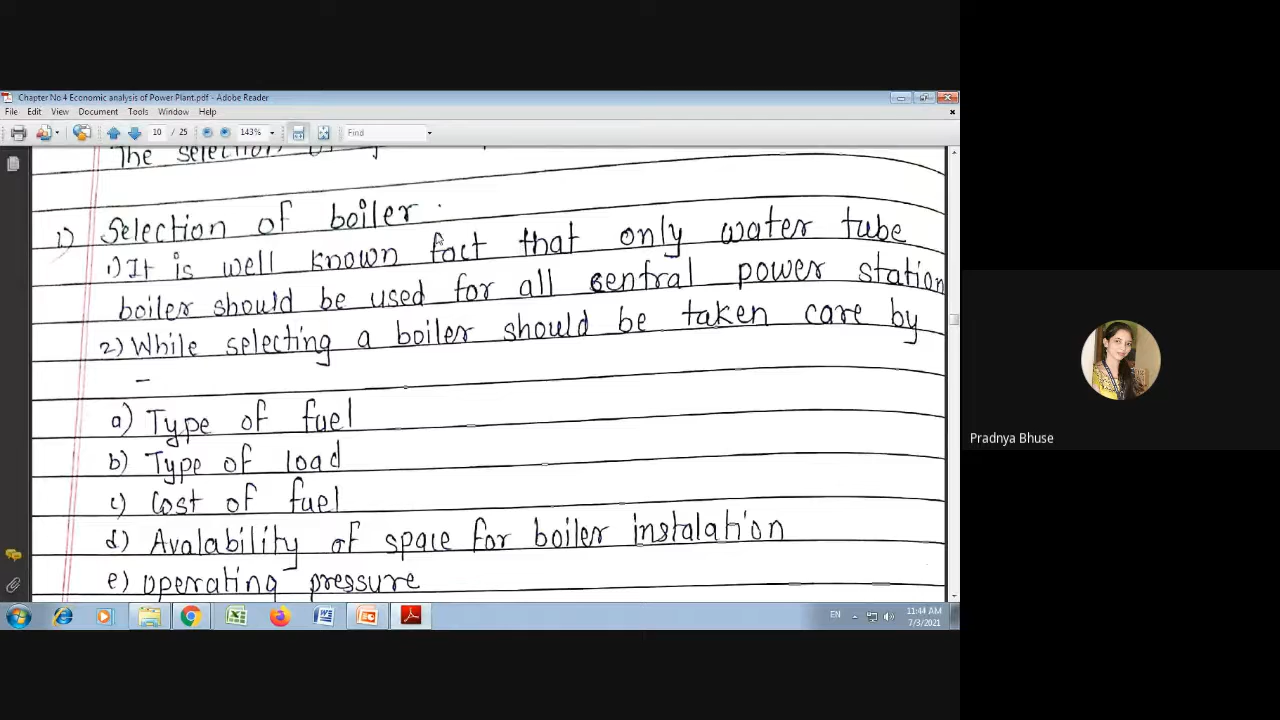 Chapter No.4 Economic analysis of Power Plant.pdf - Adobe Reader
File Edit View Document Tools Window Help
10 / 25 143% Find
The selection
1) Selection of boiler.
1) It is well known fact that only water tube
boiler should be used for all central power station
2) While selecting a boiler should be taken care by
-
a) Type of fuel
b) Type of load
c) Cost of fuel
d) Avalability of space for boiler instalation
e) operating pressure
Pradnya Bhuse
EN
11:44 AM
7/3/2021